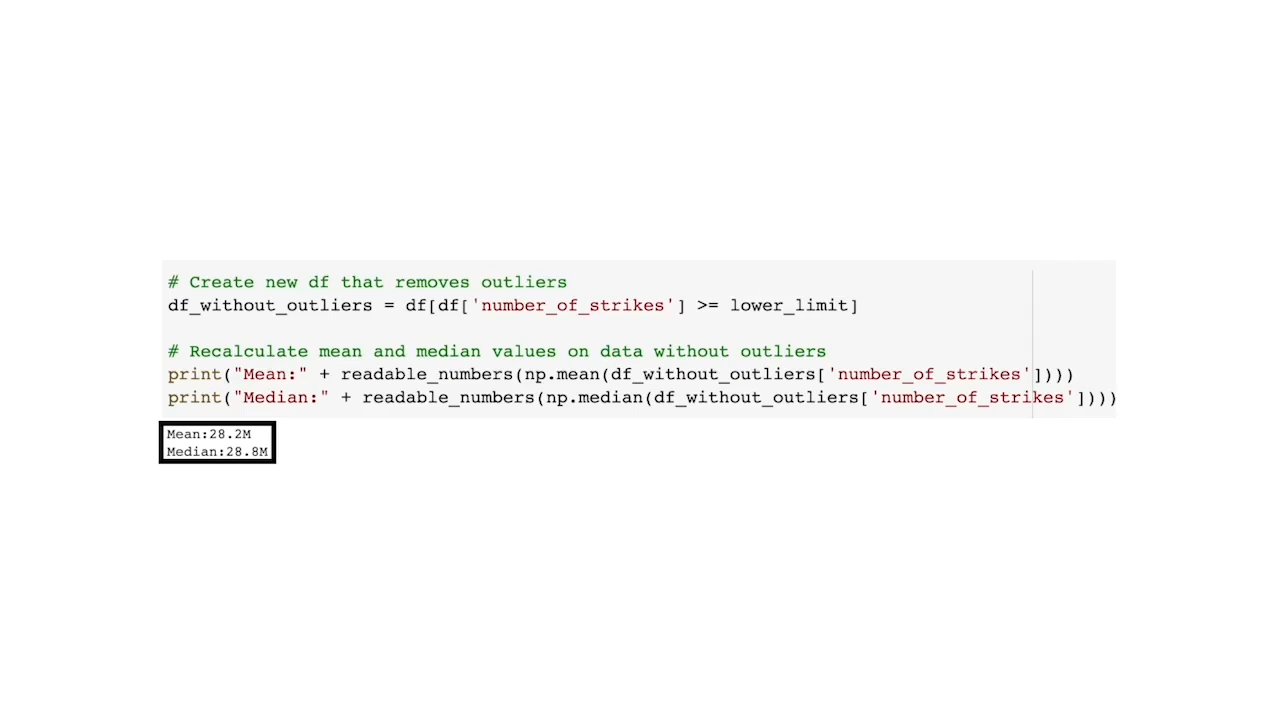 # Create new df that removes outliers
df_without_outliers = df[df['number_of_strikes'] >= lower_limit]
# Recalculate mean and median values on data without outliers
print("Mean:" + readable_numbers(np.mean(df_without_outliers['number_of_strikes'])))
print("Median:" + readable_numbers(np.median(df_without_outliers['number_of_strikes'])))
Mean:28.2M
Median:28.8M